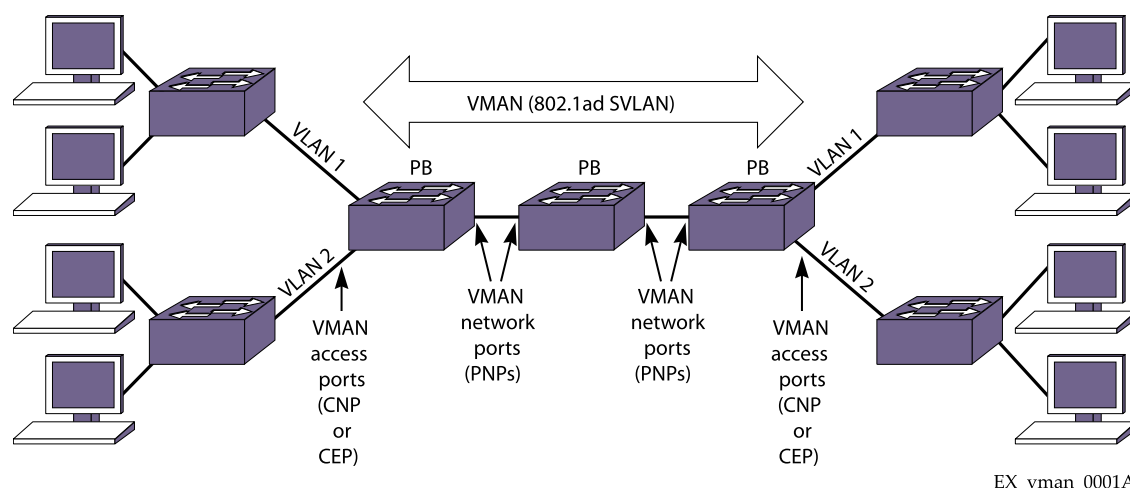 VMAN (802.1ad SVLAN)
VLAN 1
VLAN 1
PB
PB
PB
VLAN 2
VLAN 2
VMAN
access
ports
(CNP
or
CEP)
VMAN
network
ports
(PNPs)
VMAN
network
ports
(PNPs)
VMAN
access
ports
(CNP
or
CEP)
EX_vman_0001A